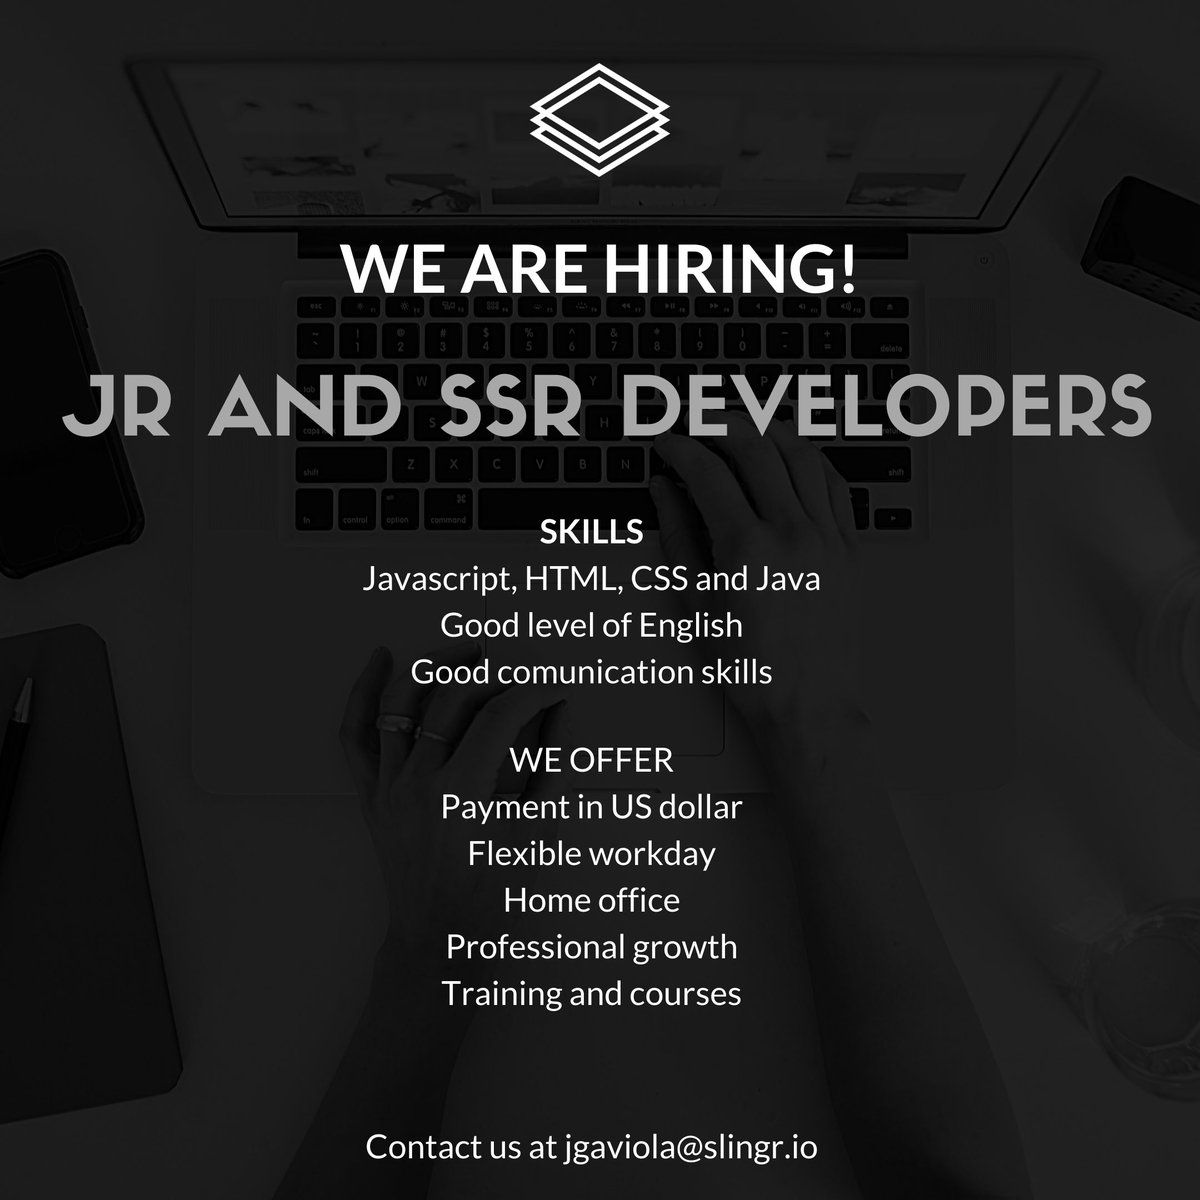 WE ARE HIRING!
JR AND SSR DEVELOPERS
SKILLS
Javascript, HTML, CSS and Java
Good level of English
Good comunication skills
WE OFFER
Payment in US dollar
Flexible workday
Home office
Professional growth
Training and courses
Contact us at jgaviola@slingr.io